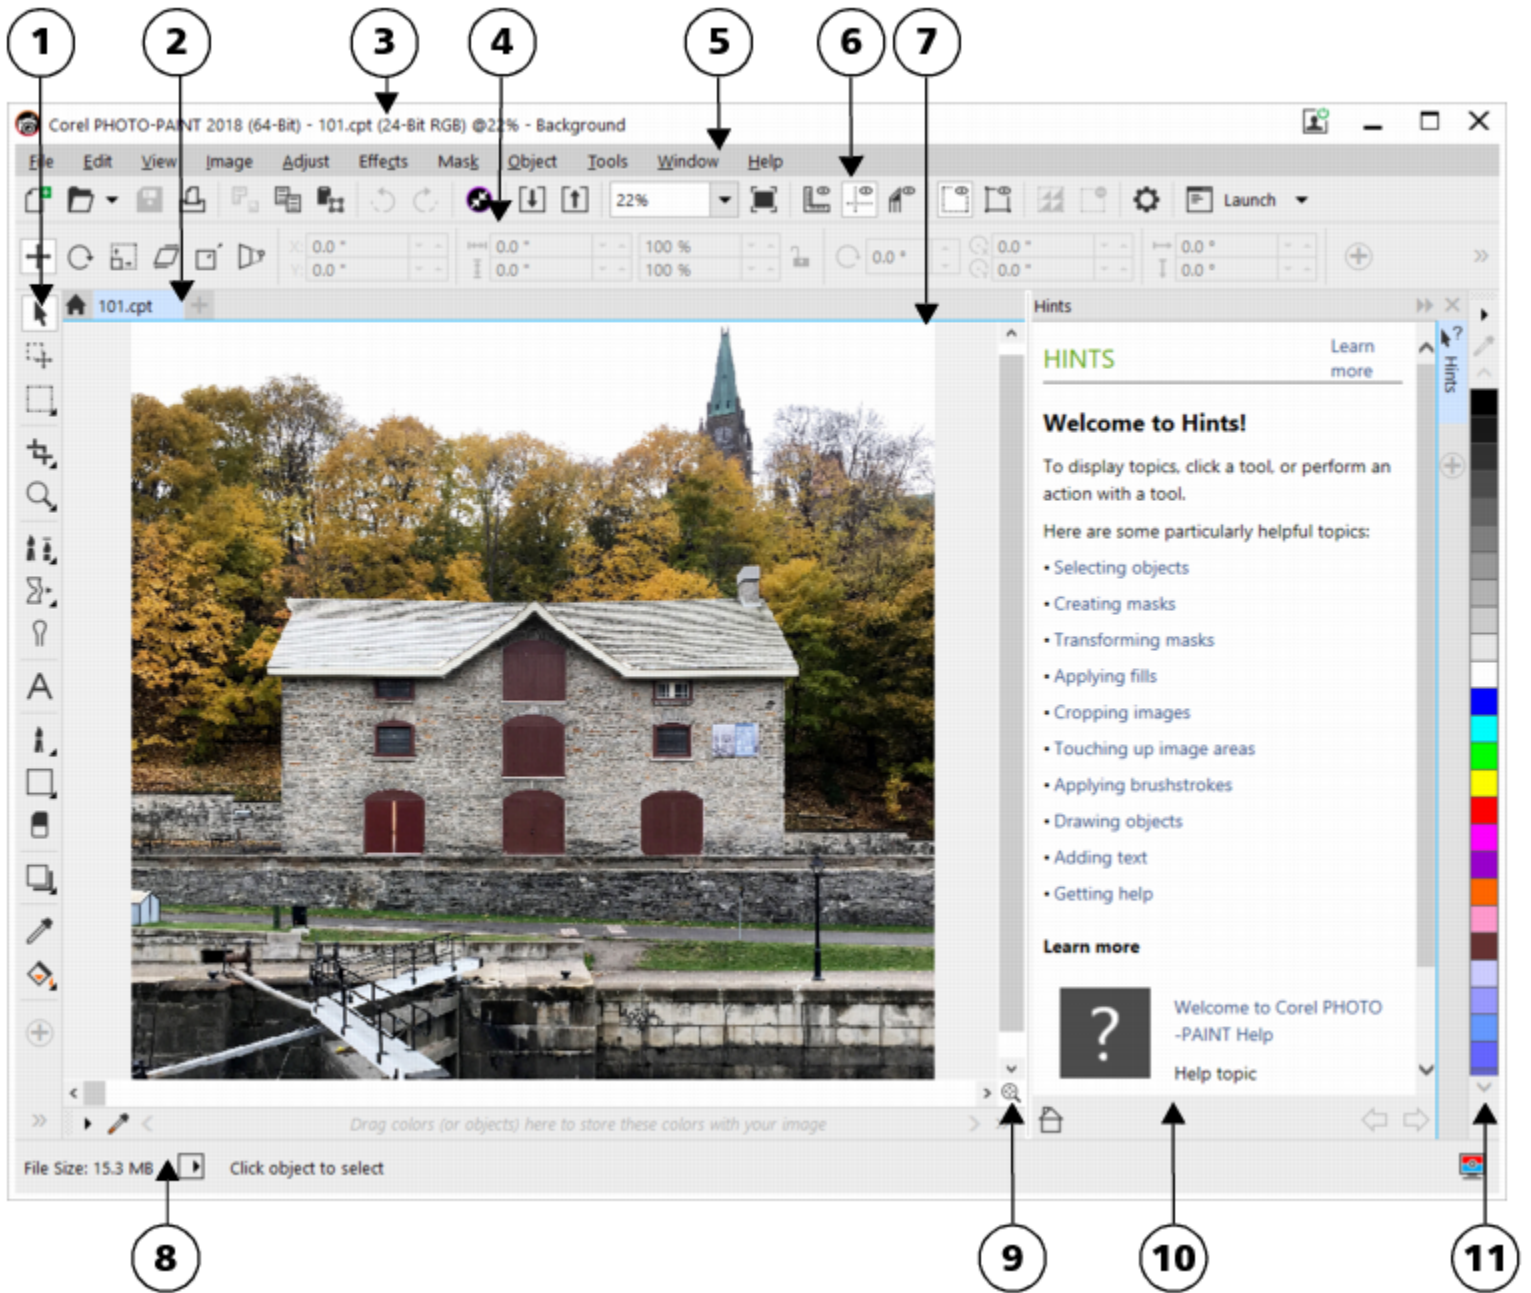 1 2 3 4 5 6 7
Corel PHOTO-PAINT 2018 (64-Bit) - 101.cpt (24-Bit RGB) @22% - Background
File Edit View Image Adjust Effects Mask Object Tools Window Help
22% Launch
X: 0.0 " 0.0 " 100 % 0.0 ° 0.0 " 0.0 "
Y: 0.0 " 0.0 " 100 % 0.0 " 0.0 "
101.cpt Hints
HINTS Learn more
Hints
Welcome to Hints!
To display topics, click a tool, or perform an
action with a tool.
Here are some particularly helpful topics:
• Selecting objects
• Creating masks
• Transforming masks
• Applying fills
• Cropping images
• Touching up image areas
• Applying brushstrokes
• Drawing objects
• Adding text
• Getting help
Learn more
?
Welcome to Corel PHOTO
-PAINT Help
Help topic
Drag colors (or objects) here to store these colors with your image
File Size: 15.3 MB Click object to select
8 9 10 11